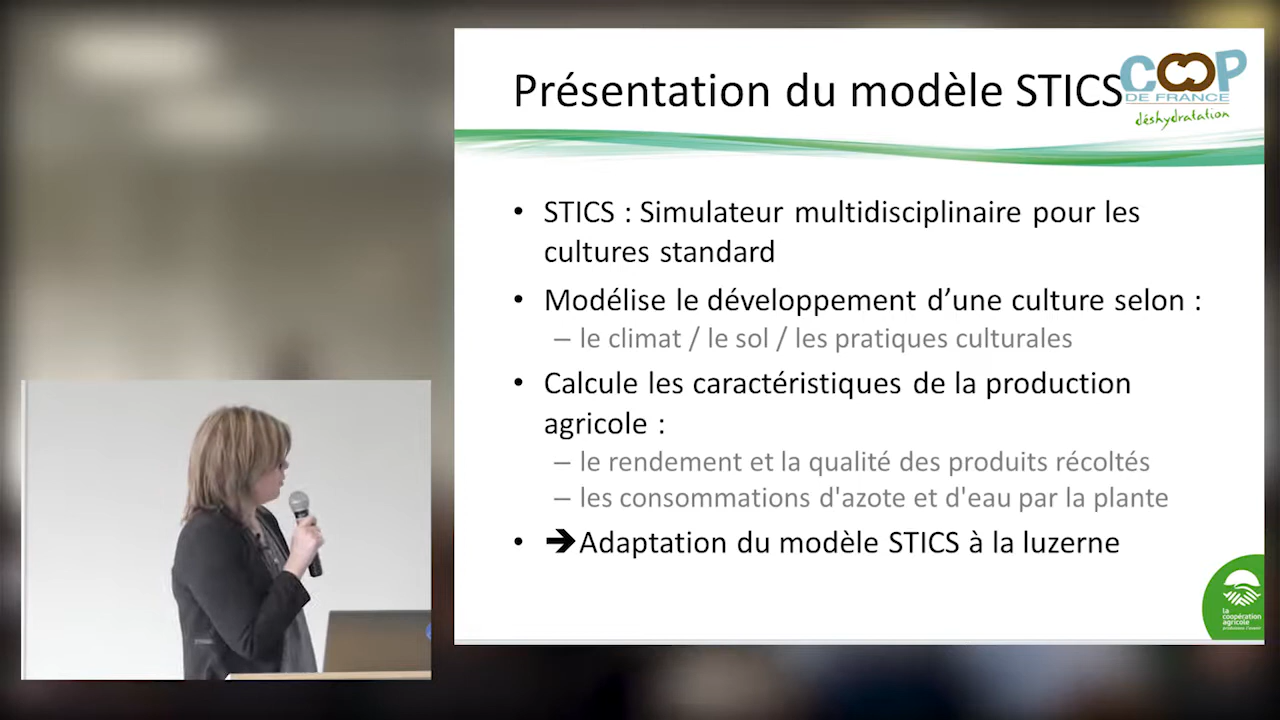 Présentation du modèle STICS
COOP
DE FRANCE
déshydratation
• STICS : Simulateur multidisciplinaire pour les
cultures standard
• Modélise le développement d’une culture selon :
– le climat / le sol / les pratiques culturales
• Calcule les caractéristiques de la production
agricole :
– le rendement et la qualité des produits récoltés
– les consommations d'azote et d'eau par la plante
• ➔Adaptation du modèle STICS à la luzerne
la
coopération
agricole